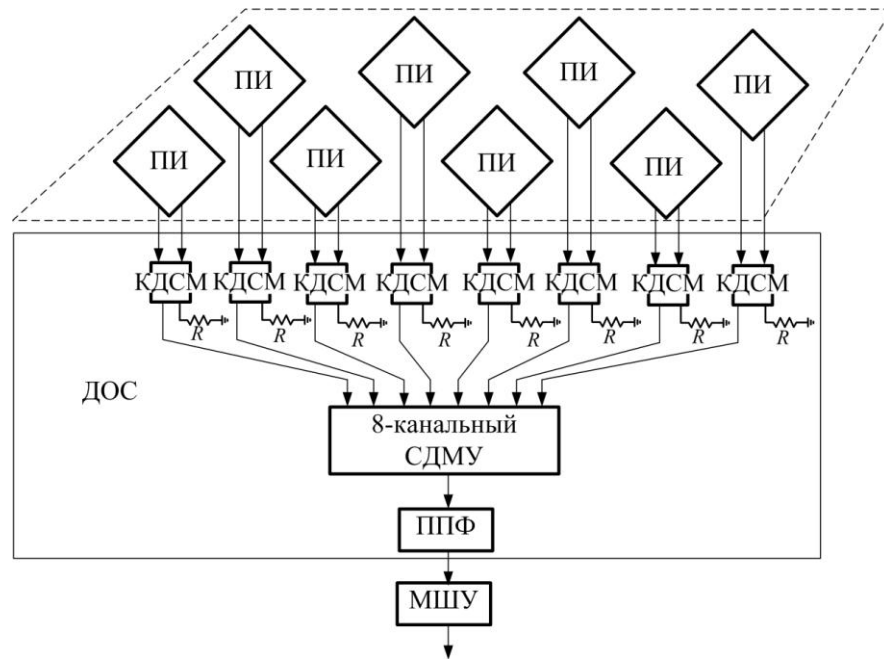 ПИ ПИ ПИ ПИ
ПИ ПИ ПИ ПИ
КДСМ КДСМ КДСМ КДСМ КДСМ КДСМ КДСМ КДСМ
R R R R R R R R
ДОС
8-канальный
СДМУ
ППФ
МШУ